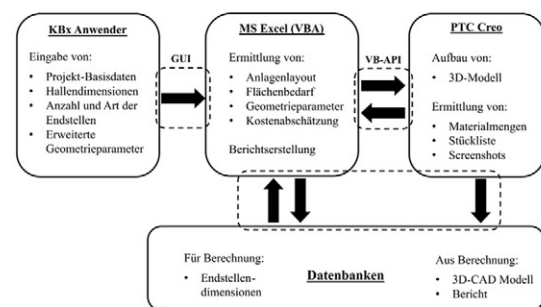 KBx Anwender
Eingabe von:
• Projekt-Basisdaten
• Hallendimensionen
• Anzahl und Art der
Endstellen
• Erweiterte
Geometrieparameter
GUI
MS Excel (VBA)
Ermittlung von:
• Anlagenlayout
• Flächenbedarf
• Geometrieparameter
• Kostenabschätzung
Berichtserstellung
VB-API
PTC Creo
Aufbau von:
• 3D-Modell
Ermittlung von:
• Materialmengen
• Stückliste
• Screenshots
Für Berechnung:
• Endstellen-
dimensionen
Datenbanken
Aus Berechnung:
• 3D-CAD Modell
• Bericht